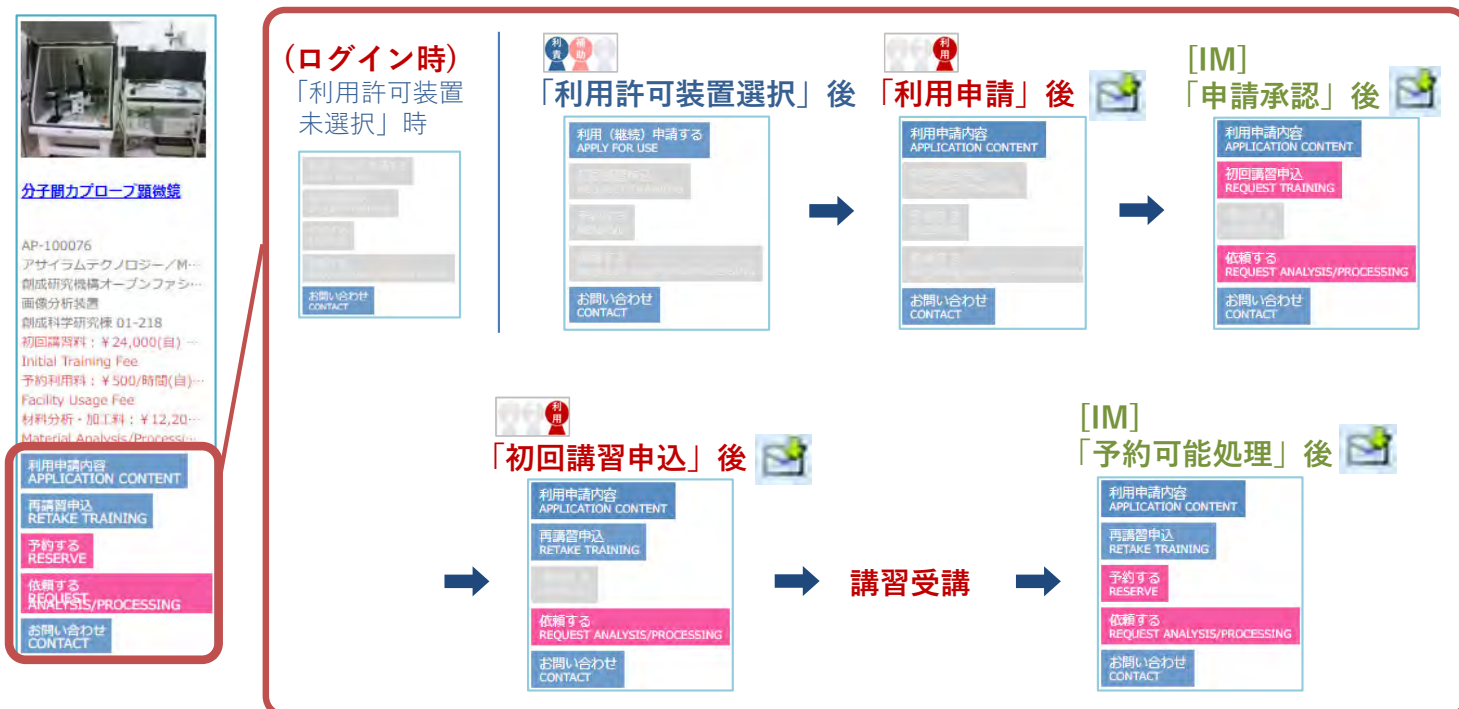 分子間力プローブ顕微鏡
AP-100076
アサイラムテクノロジー／M…
創成研究機構オープンファシ…
画像分析装置
創成科学研究棟 01-218
初回講習料：￥24,000(自) …
Initial Training Fee
予約利用料：￥500/時間(自)…
Facility Usage Fee
材料分析・加工料：￥12,20…
Material Analysis/Processi…
利用申請内容
APPLICATION CONTENT
再講習申込
RETAKE TRAINING
予約する
RESERVE
依頼する
REQUEST
ANALYSIS/PROCESSING
お問い合わせ
CONTACT
(ログイン時)
「利用許可装置
未選択」時
お問い合わせ
CONTACT
利責
補助
「利用許可装置選択」後
利用（継続）申請する
APPLY FOR USE
お問い合わせ
CONTACT
利用
「利用申請」後
利用申請内容
APPLICATION CONTENT
お問い合わせ
CONTACT
[IM]
「申請承認」後
利用申請内容
APPLICATION CONTENT
初回講習申込
REQUEST TRAINING
依頼する
REQUEST ANALYSIS/PROCESSING
お問い合わせ
CONTACT
利用
「初回講習申込」後
利用申請内容
APPLICATION CONTENT
再講習申込
RETAKE TRAINING
依頼する
REQUEST ANALYSIS/PROCESSING
お問い合わせ
CONTACT
講習受講
[IM]
「予約可能処理」後
利用申請内容
APPLICATION CONTENT
再講習申込
RETAKE TRAINING
予約する
RESERVE
依頼する
REQUEST ANALYSIS/PROCESSING
お問い合わせ
CONTACT